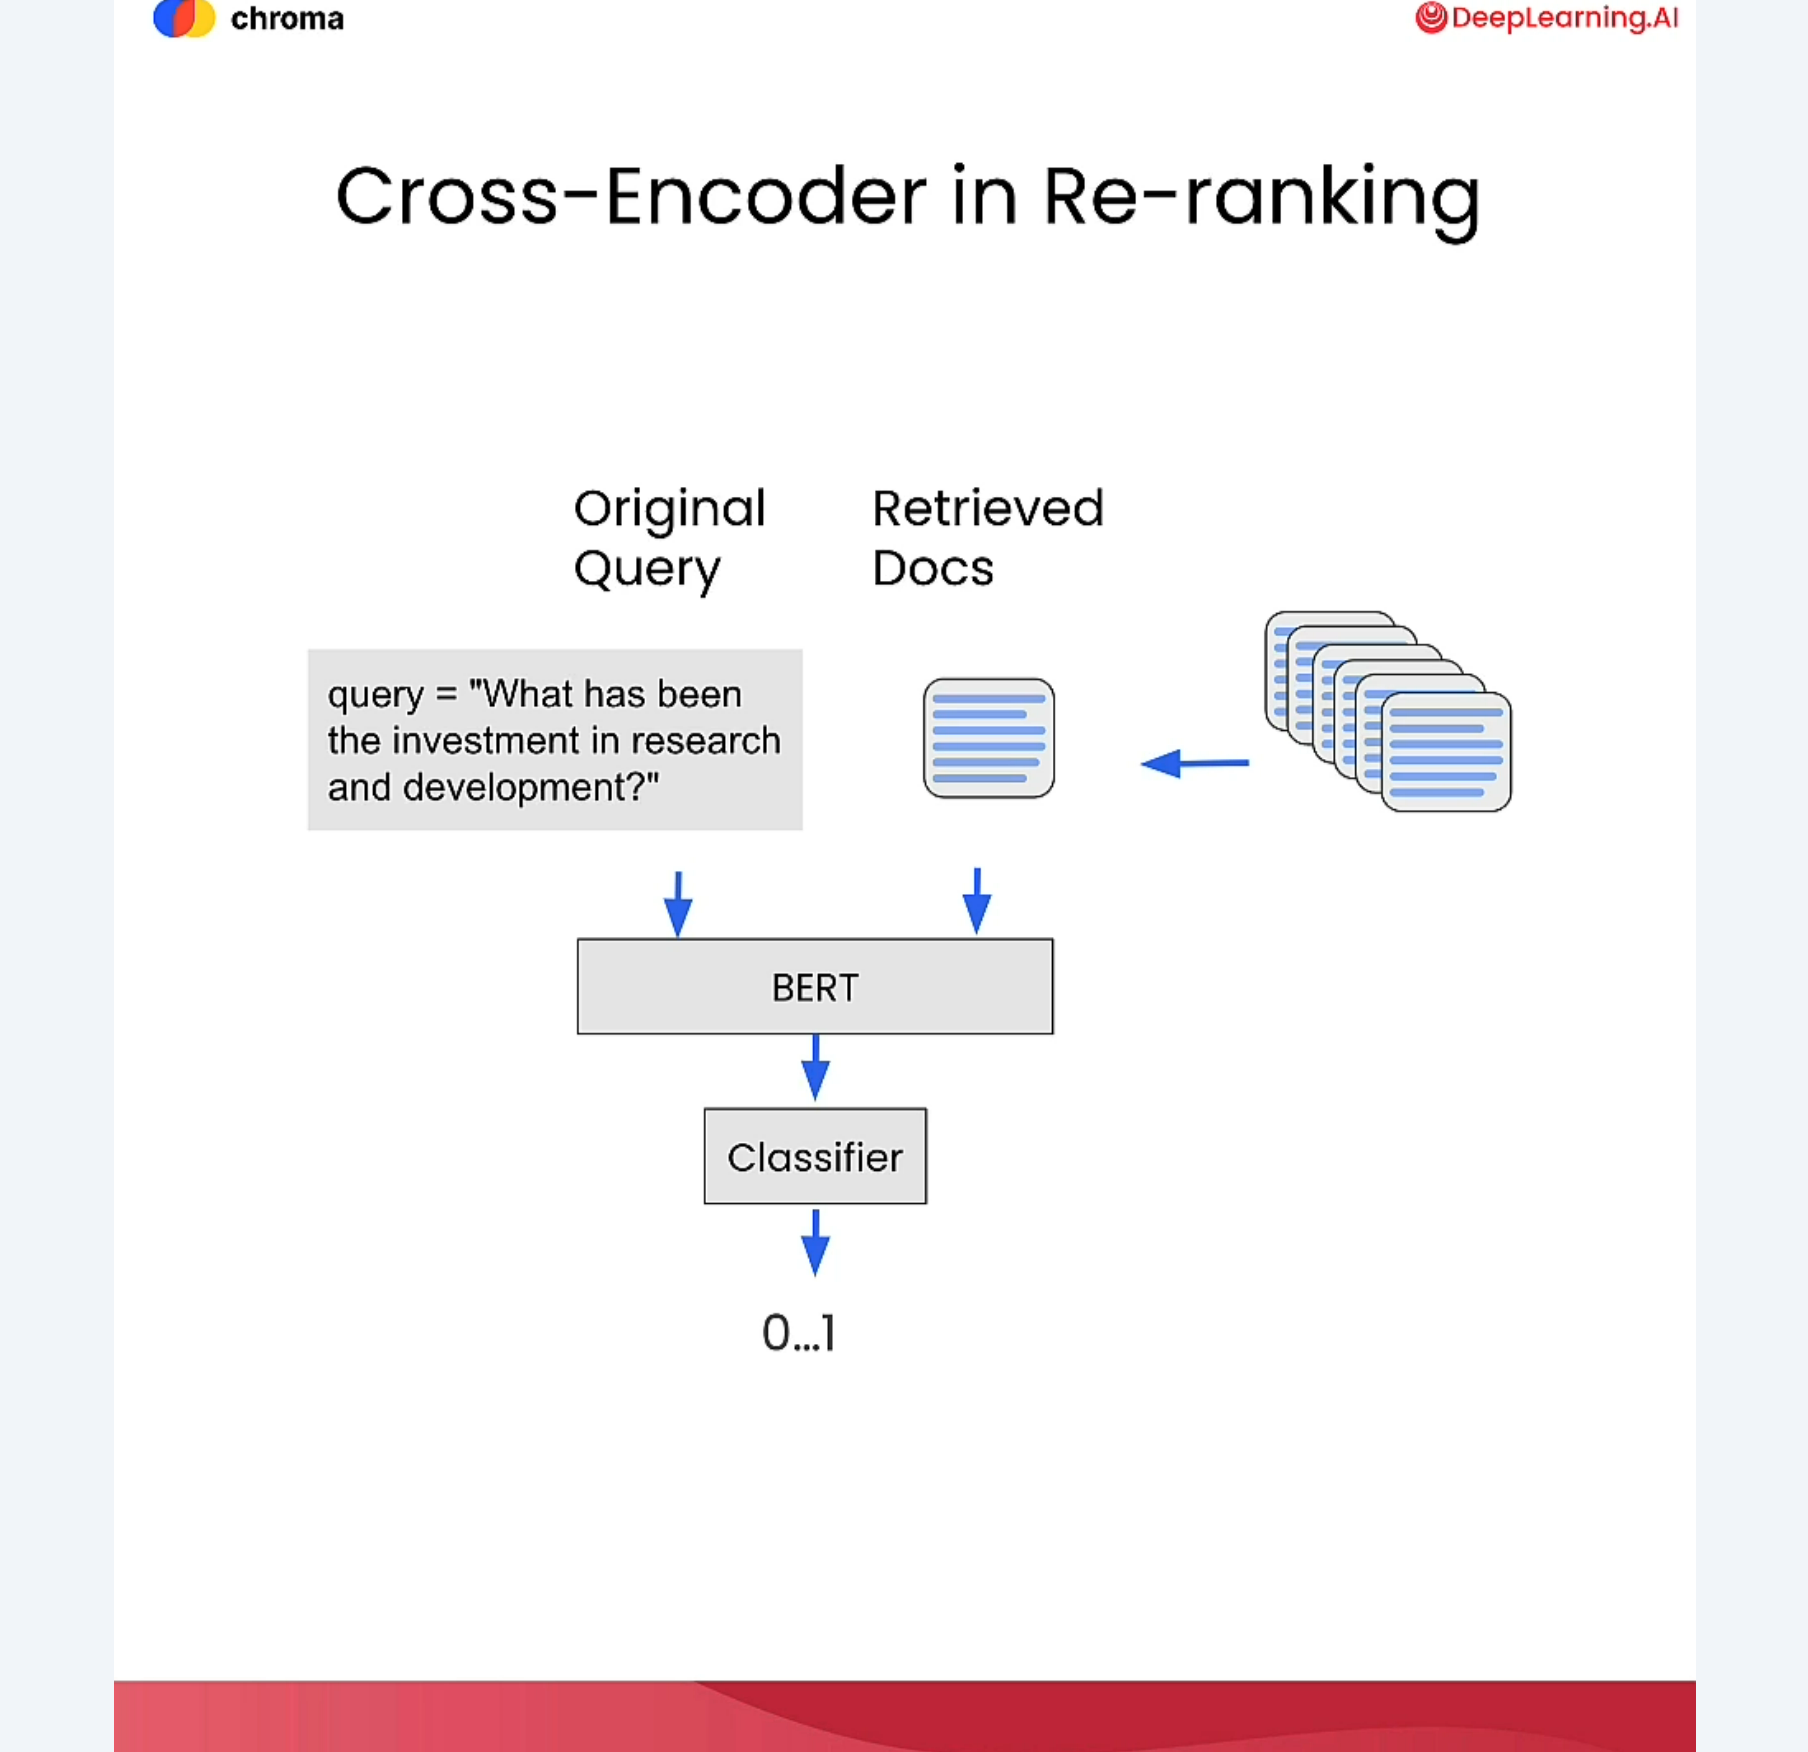 chroma
DeepLearning.AI
Cross-Encoder in Re-ranking
Original
Query
Retrieved
Docs
query = "What has been
the investment in research
and development?"
BERT
Classifier
0...1